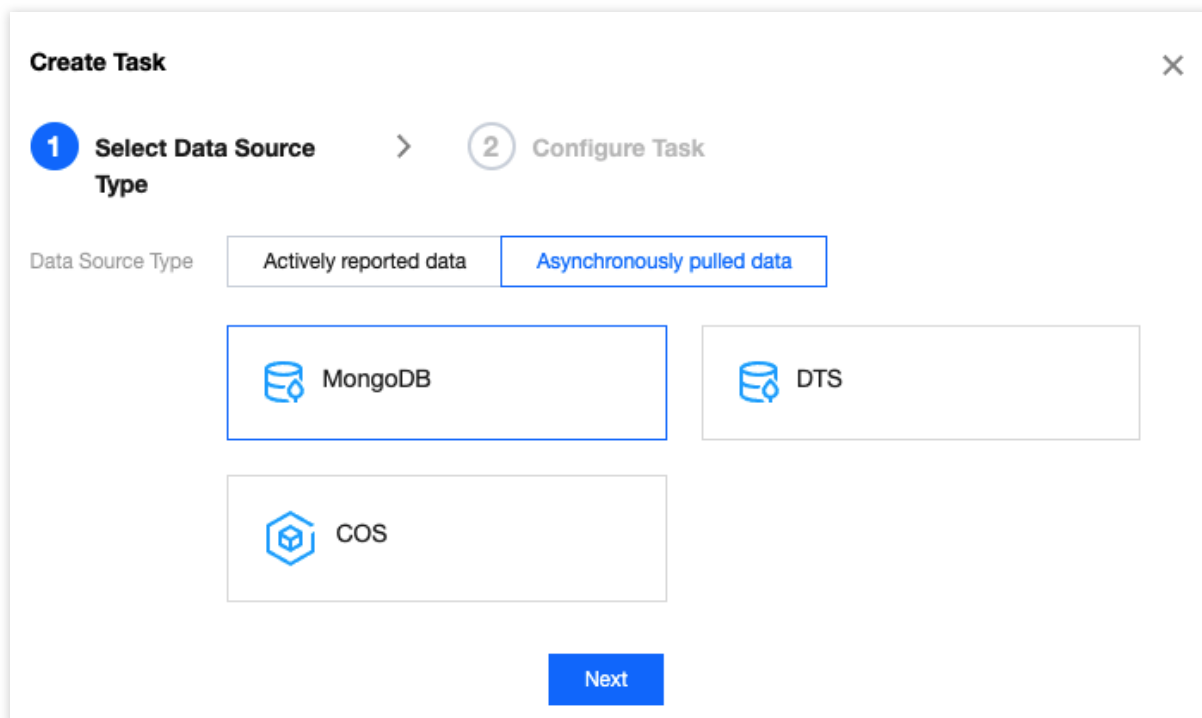 Create Task
1 Select Data Source Type > 2 Configure Task
Data Source Type Actively reported data Asynchronously pulled data
MongoDB DTS
COS
Next